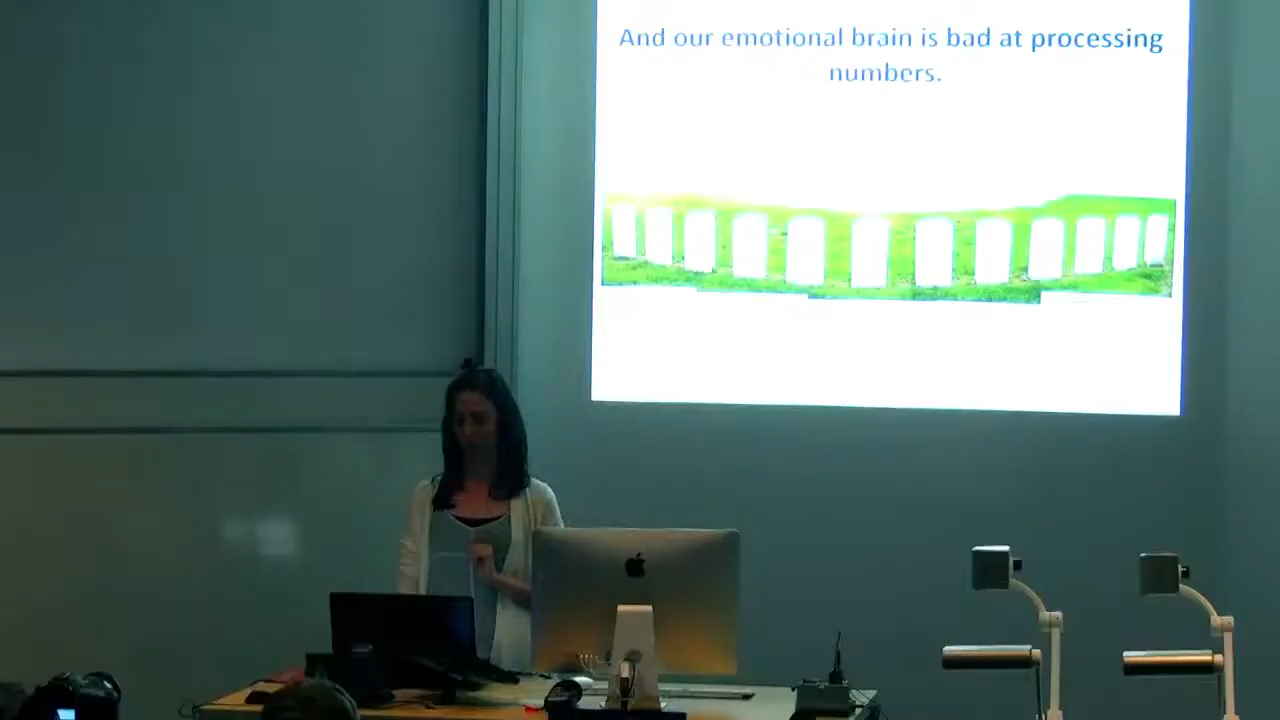 And our emotional brain is bad at processing
numbers.